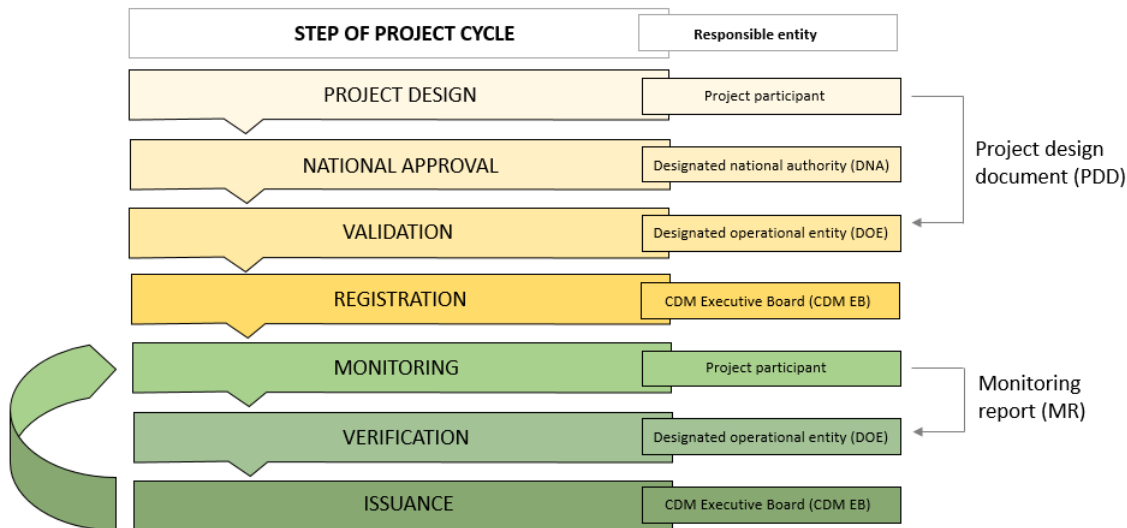 STEP OF PROJECT CYCLE
Responsible entity
PROJECT DESIGN
Project participant
NATIONAL APPROVAL
Designated national authority (DNA)
Project design
document (PDD)
VALIDATION
Designated operational entity (DOE)
REGISTRATION
CDM Executive Board (CDM EB)
MONITORING
Project participant
Monitoring
report (MR)
VERIFICATION
Designated operational entity (DOE)
ISSUANCE
CDM Executive Board (CDM EB)